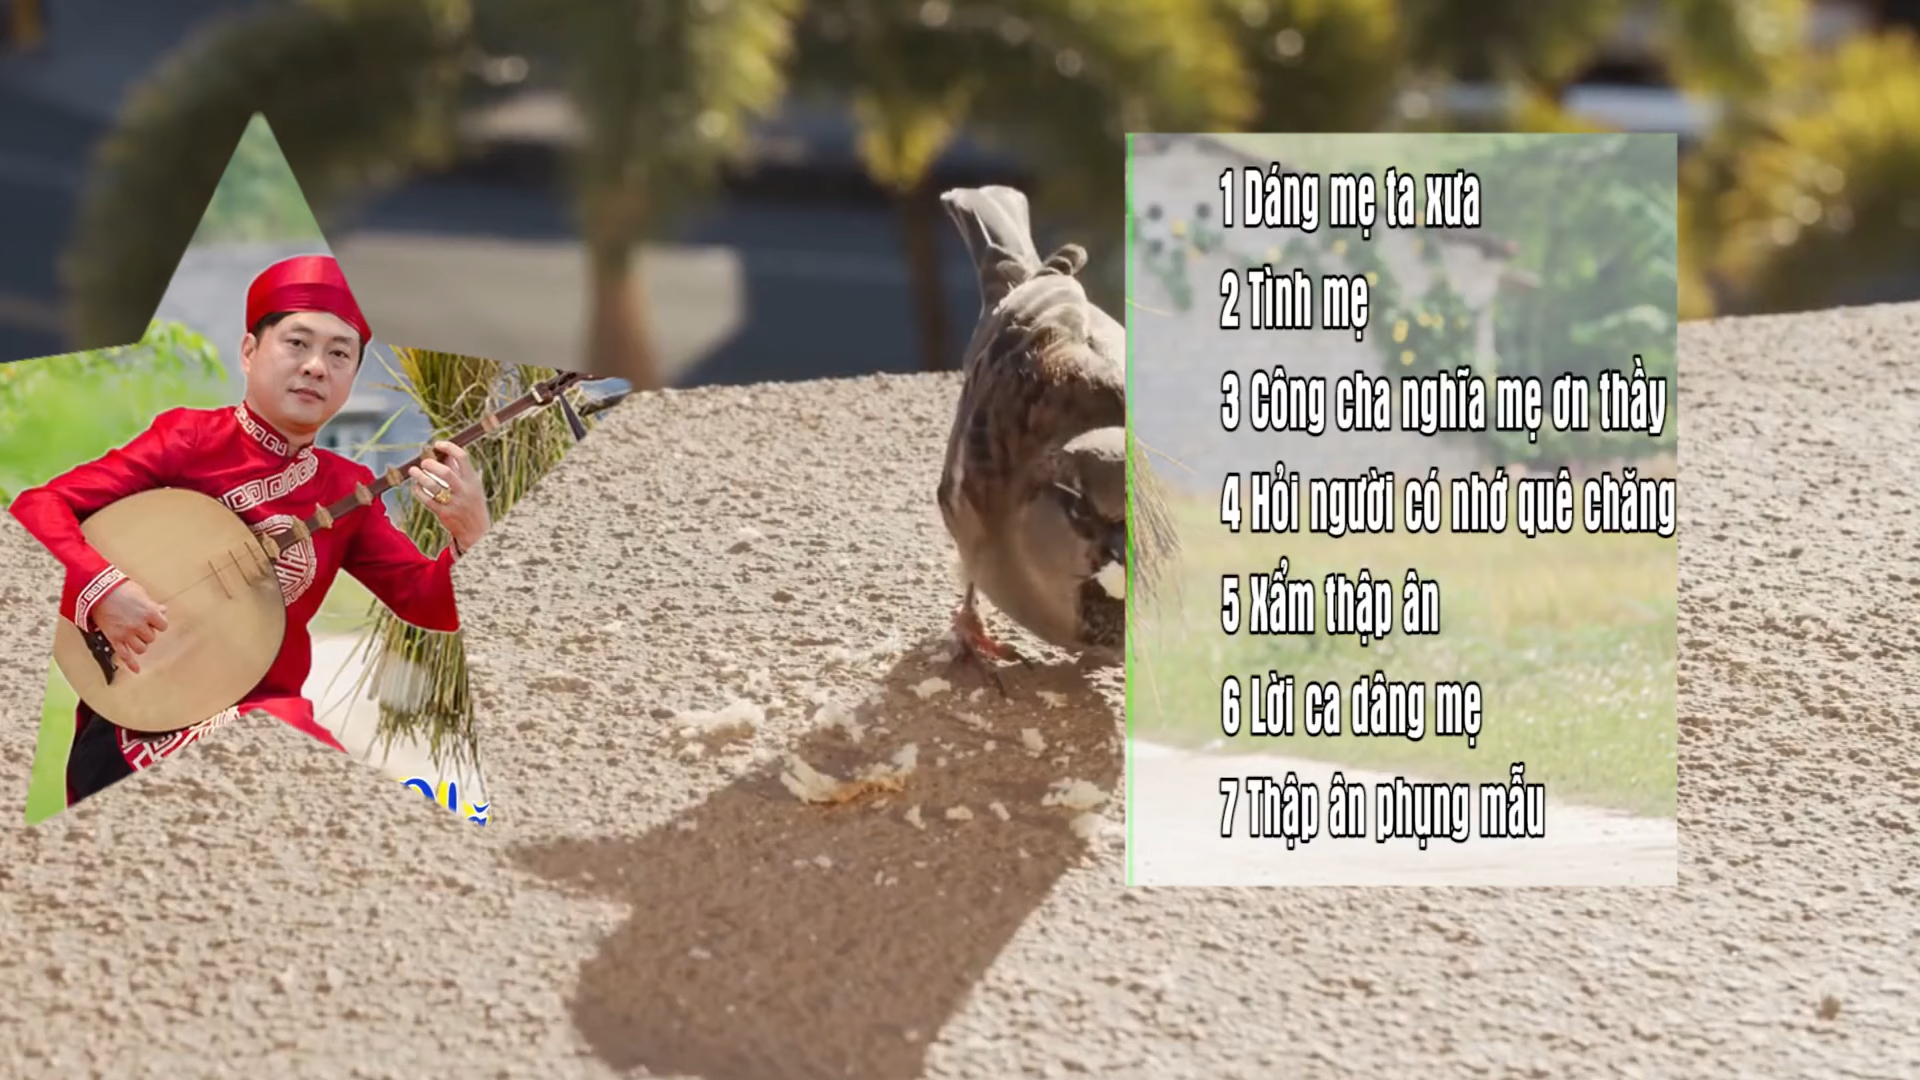 1 Dáng mẹ ta xưa
2 Tình mẹ
3 Công cha nghĩa mẹ ơn thầy
4 Hỏi người có nhớ quê chăng
5 Xẩm thập ân
6 Lời ca dâng mẹ
7 Thập ân phụng mẫu